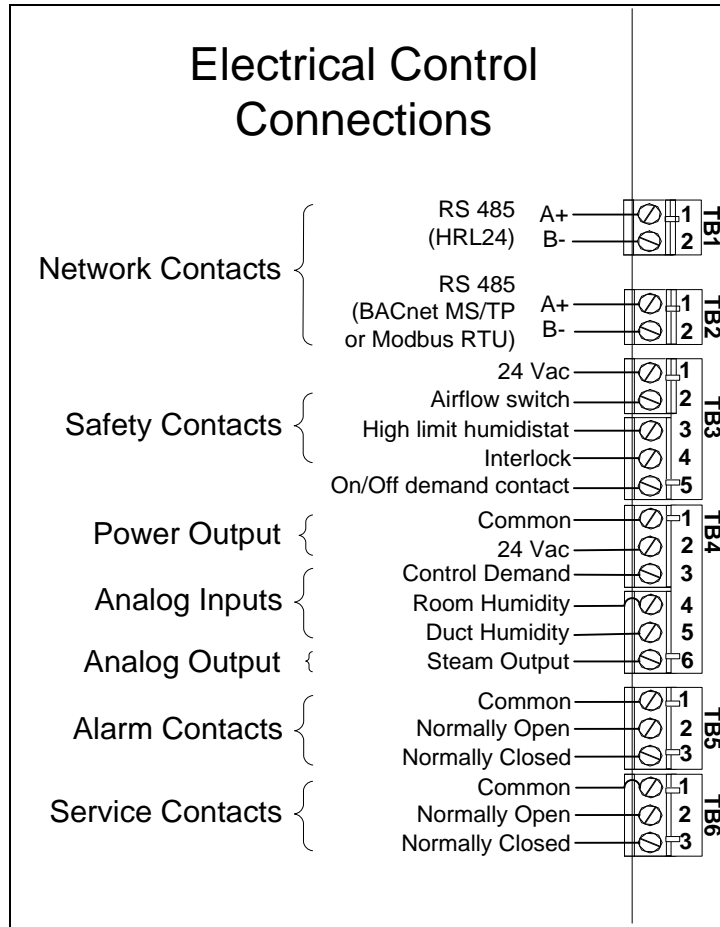 Electrical Control
Connections
Network Contacts
RS 485
(HRL24)
A+
B-
1
2
TB1
RS 485
(BACnet MS/TP
or Modbus RTU)
A+
B-
1
2
TB2
Safety Contacts
24 Vac
1
Airflow switch
2
High limit humidistat
3
Interlock
4
On/Off demand contact
5
TB3
Power Output
Common
1
24 Vac
2
Analog Inputs
Control Demand
3
Room Humidity
4
Duct Humidity
5
Analog Output
Steam Output
6
TB4
Alarm Contacts
Common
1
Normally Open
2
Normally Closed
3
TB5
Service Contacts
Common
1
Normally Open
2
Normally Closed
3
TB6